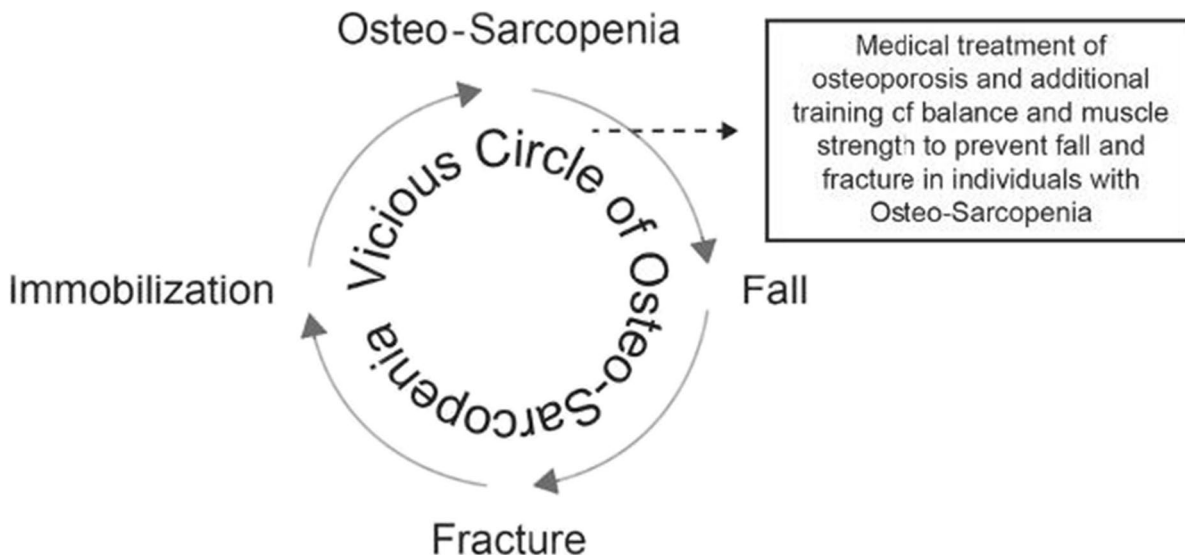 Osteo-Sarcopenia
Medical treatment of
osteoporosis and additional
training of balance and muscle
strength to prevent fall and
fracture in individuals with
Osteo-Sarcopenia
Vicious Circle of Osteo-Sarcopenia
Immobilization
Fall
Fracture